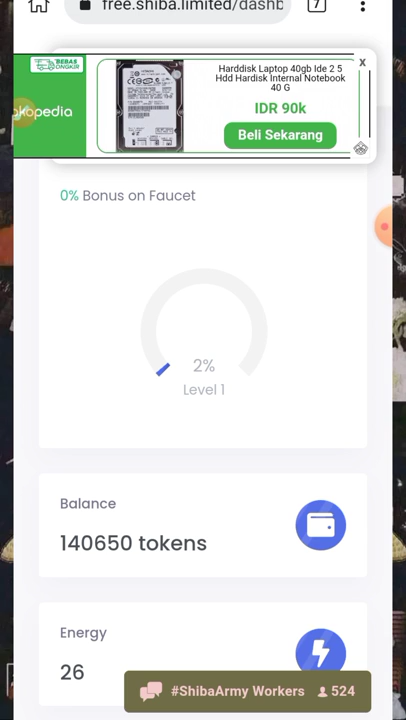 free.shiba.limited/dashb
7
BEBAS
ONGKIR
Harddisk Laptop 40gb Ide 2 5
Hdd Hardisk Internal Notebook
40 G
x
okopedia
IDR 90k
Beli Sekarang
0% Bonus on Faucet
2%
Level 1
Balance
140650 tokens
Energy
26
#ShibaArmy Workers 524